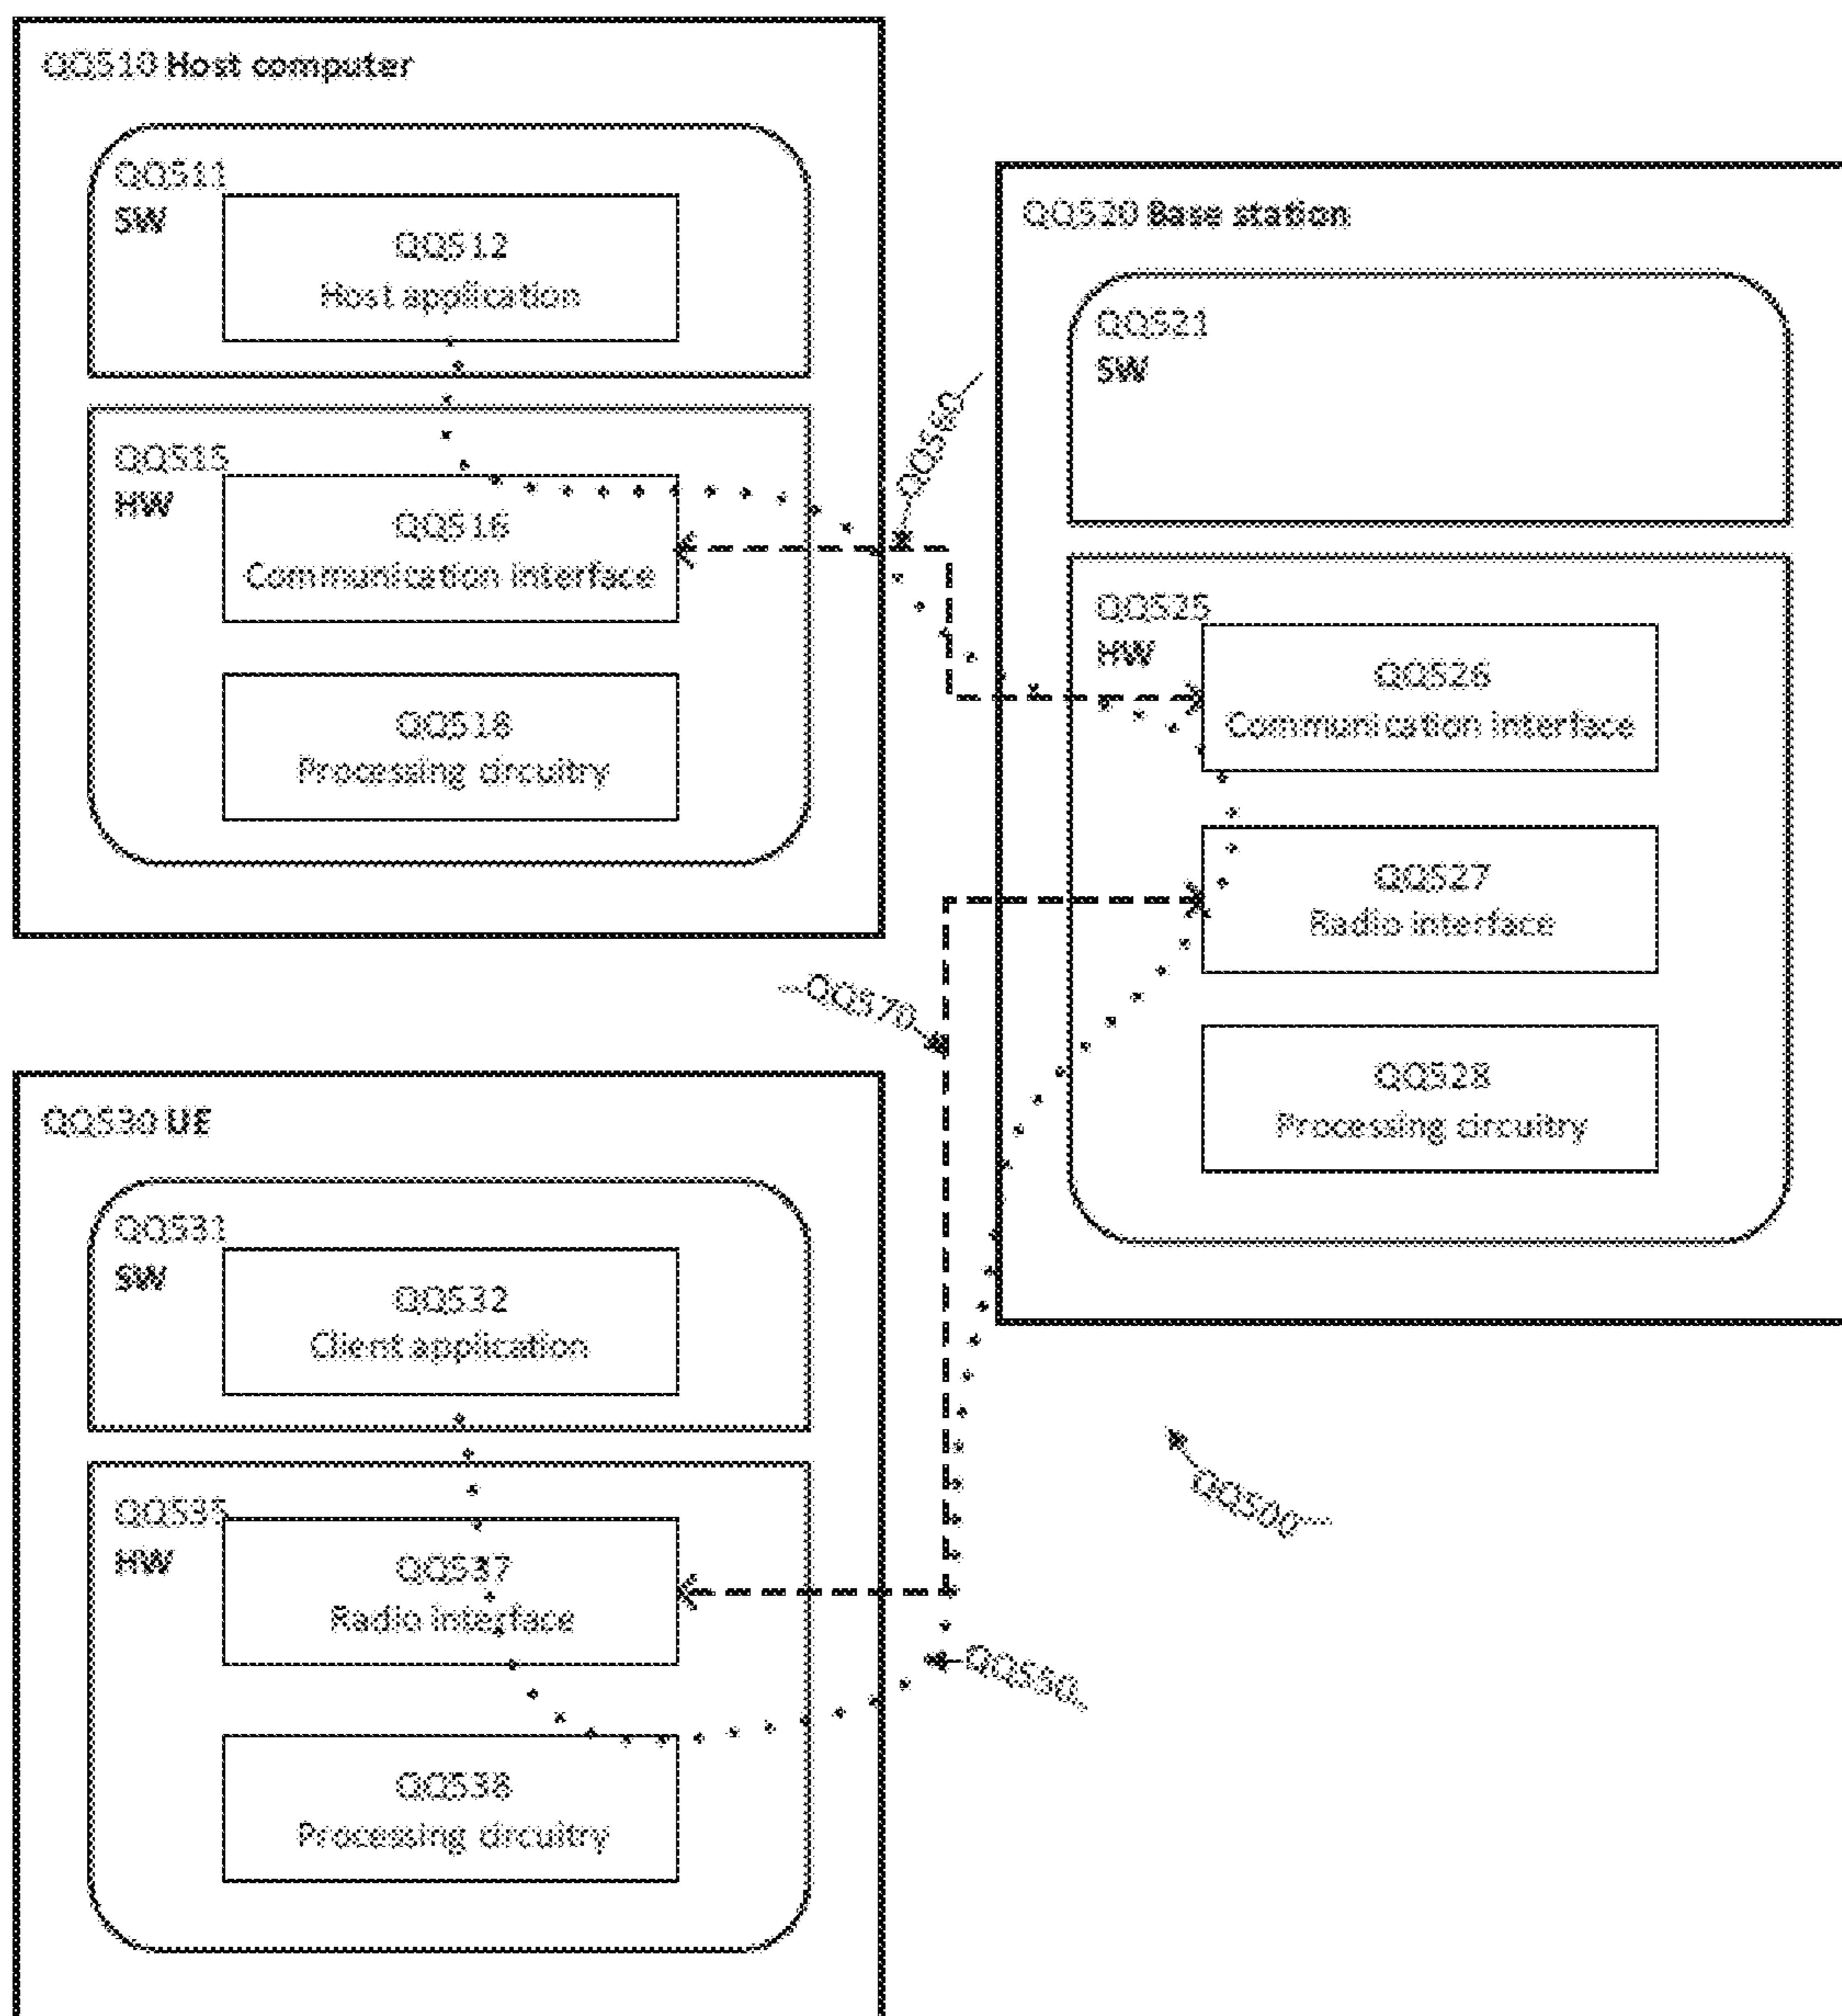 QQ510 Host computer
QQ511
SW
QQ512
Host application
QQ515
HW
QQ516
Communication interface
QQ518
Processing circuitry
QQ560
QQ520 Base station
QQ521
SW
QQ525
HW
QQ526
Communication interface
QQ527
Radio interface
QQ528
Processing circuitry
QQ570
QQ530 UE
QQ531
SW
QQ532
Client application
QQ535
HW
QQ537
Radio interface
QQ538
Processing circuitry
QQ550
QQ500